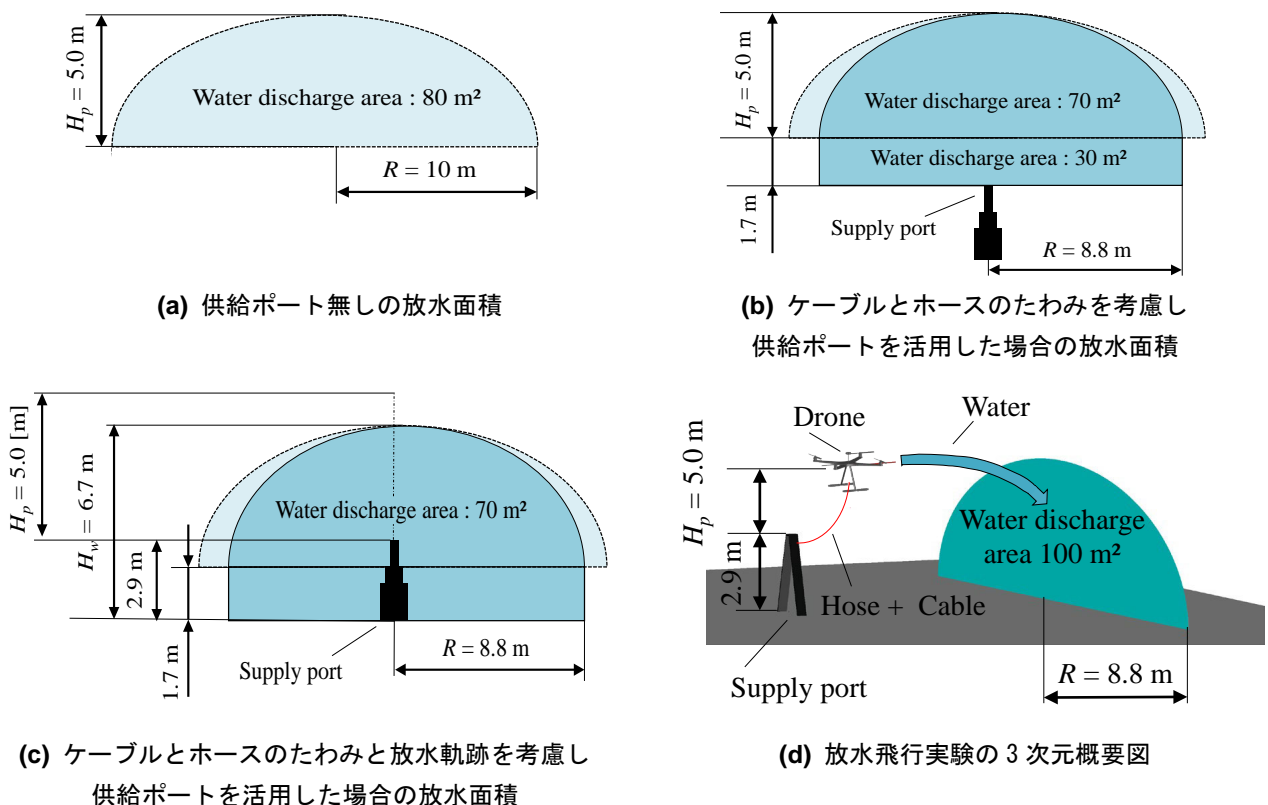 H_p = 5.0 m
Water discharge area : 80 m²
R = 10 m
(a) 供給ポート無しの放水面積
H_p = 5.0 m
Water discharge area : 70 m²
Water discharge area : 30 m²
1.7 m
Supply port
R = 8.8 m
(b) ケーブルとホースのたわみを考慮し
供給ポートを活用した場合の放水面積
H_p = 5.0 [m]
H_w = 6.7 m
Water discharge area : 70 m²
2.9 m
1.7 m
Supply port
R = 8.8 m
(c) ケーブルとホースのたわみと放水軌跡を考慮し
供給ポートを活用した場合の放水面積
Water
Drone
H_p = 5.0 m
Water discharge
area 100 m²
2.9 m
Hose + Cable
Supply port
R = 8.8 m
(d) 放水飛行実験の 3 次元概要図